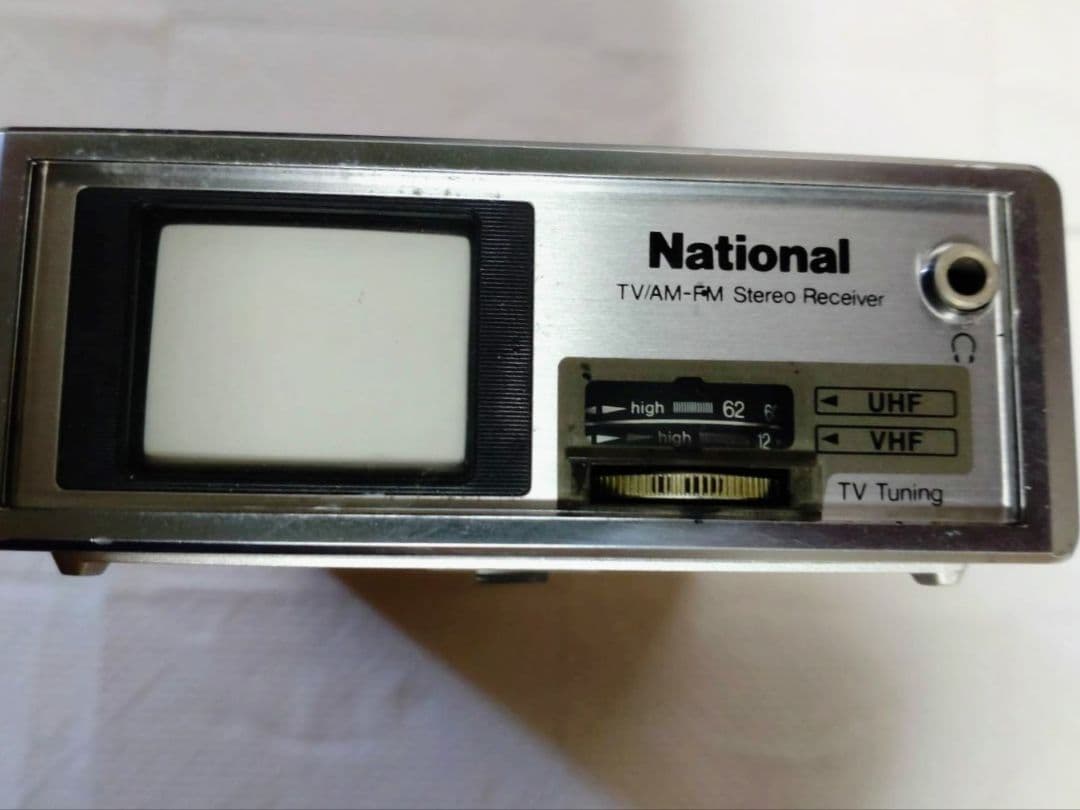 National
TV/AM-FM Stereo Receiver
high 62
UHF
high 12
VHF
TV Tuning